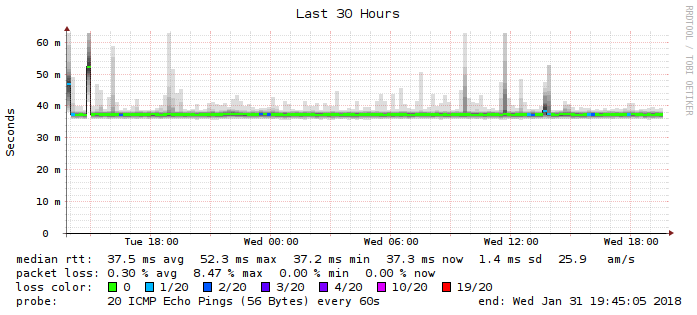 Last 30 Hours
RRDTOOL / TOBI OETIKER
Seconds
60 m
50 m
40 m
30 m
20 m
10 m
0
Tue 18:00 Wed 00:00 Wed 06:00 Wed 12:00 Wed 18:00
median rtt: 37.5 ms avg 52.3 ms max 37.2 ms min 37.3 ms now 1.4 ms sd 25.9 am/s
packet loss: 0.30 % avg 8.47 % max 0.00 % min 0.00 % now
loss color: 0 1/20 2/20 3/20 4/20 10/20 19/20
probe: 20 ICMP Echo Pings (56 Bytes) every 60s end: Wed Jan 31 19:45:05 2018